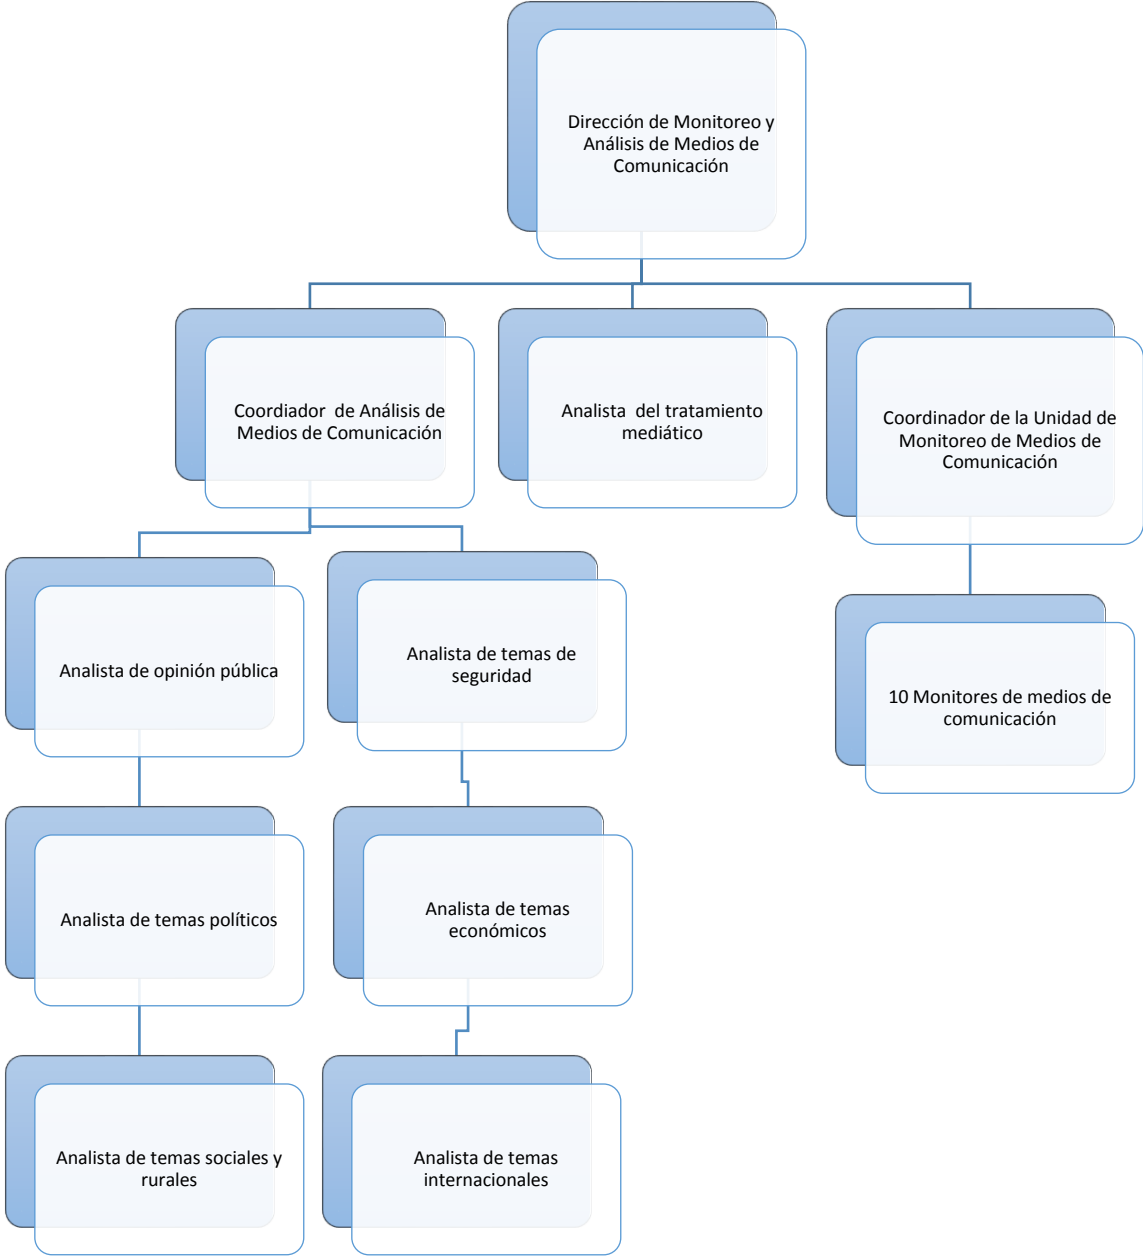 Dirección de Monitoreo y
Análisis de Medios de
Comunicación
Coordiador de Análisis de
Medios de Comunicación
Analista del tratamiento
mediático
Coordinador de la Unidad de
Monitoreo de Medios de
Comunicación
Analista de opinión pública
Analista de temas de
seguridad
10 Monitores de medios de
comunicación
Analista de temas políticos
Analista de temas
económicos
Analista de temas sociales y
rurales
Analista de temas
internacionales